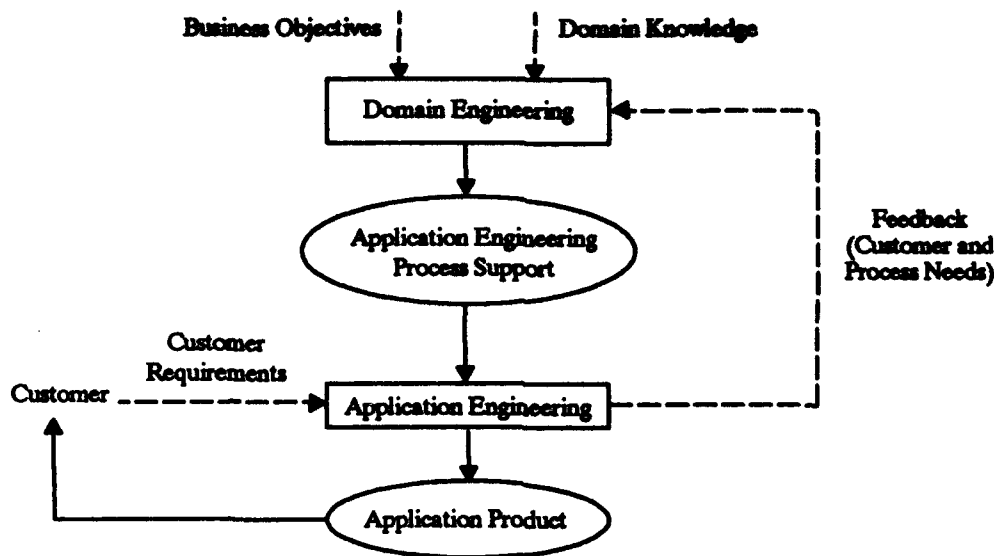 Business Objectives
Domain Knowledge
Domain Engineering
Application Engineering
Process Support
Feedback
(Customer and
Process Needs)
Customer
Requirements
Customer
Application Engineering
Application Product